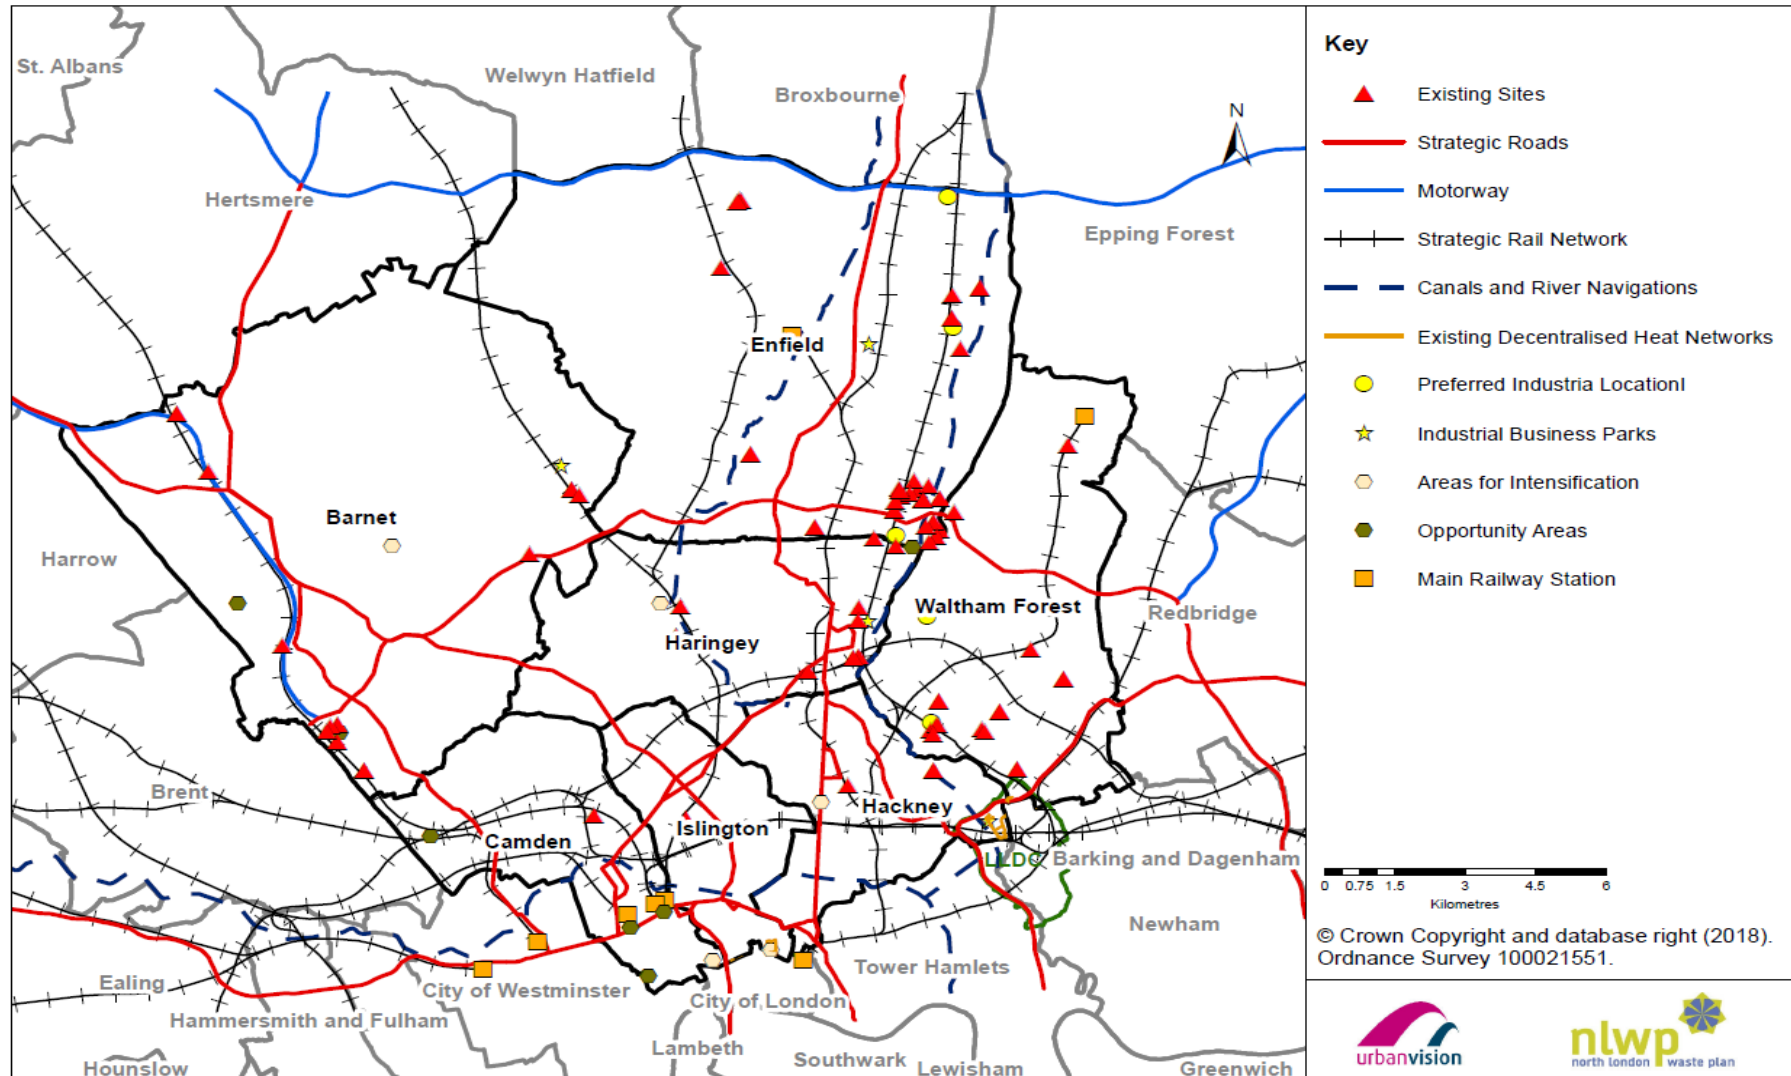 St. Albans
Welwyn Hatfield
Broxbourne
N
Hertsmere
Epping Forest
Enfield
Barnet
Harrow
Waltham Forest
Redbridge
Haringey
Brent
Hackney
Islington
Camden
LLDC
Barking and Dagenham
Newham
Tower Hamlets
Ealing
City of Westminster
City of London
Hammersmith and Fulham
Lambeth
Southwark
Lewisham
Hounslow
Greenwich
Key
Existing Sites
Strategic Roads
Motorway
Strategic Rail Network
Canals and River Navigations
Existing Decentralised Heat Networks
Preferred Industria Locationl
Industrial Business Parks
Areas for Intensification
Opportunity Areas
Main Railway Station
0 0.75 1.5 3 4.5 6
Kilometres
© Crown Copyright and database right (2018).
Ordnance Survey 100021551.
urbanvision
nlwp
north london waste plan